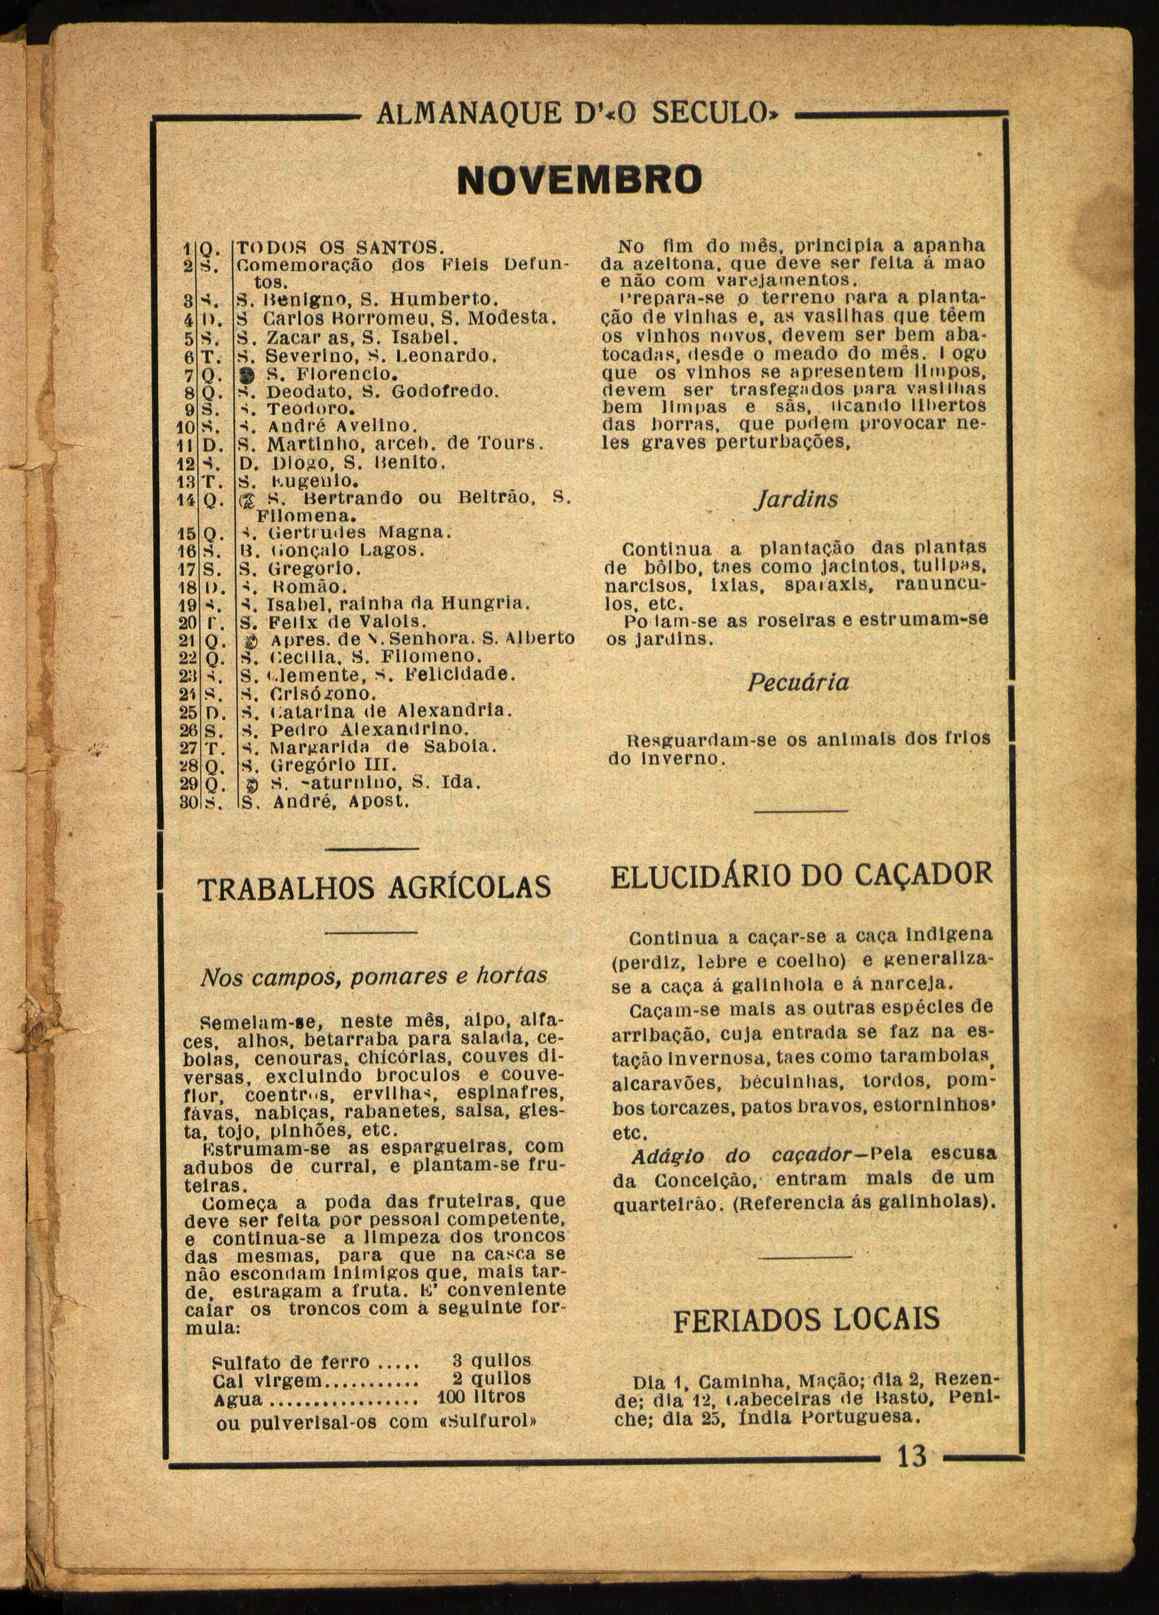 ALMANAQUE D'«O SECULO»
NOVEMBRO
1 Q. TODOS OS SANTOS.
2 S. Comemoração dos Fieis Defun-
tos.
3 S. S. Benigno, S. Humberto.
4 D. S Carlos Borromeu, S. Modesta.
5 S. S. Zacar as, S. Isabel.
6 T. S. Severino, S. Leonardo.
7 Q. S. Florencio.
8 Q. S. Deodato, S. Godofredo.
9 S. S. Teodoro.
10 S. S. André Avelino.
11 D. S. Martinho, arceb. de Tours.
12 S. D. Diogo, S. Benito.
13 T. S. Eugenio.
14 Q. S. Bertrando ou Beltrão, S.
Filomena.
15 Q. S. Gertrudes Magna.
16 S. B. Gonçalo Lagos.
17 S. S. Gregorio.
18 D. S. Romão.
19 S. S. Isabel, rainha da Hungria.
20 T. S. Felix de Valois.
21 Q. Apres. de N. Senhora. S. Alberto
22 Q. S. Cecilia, S. Filomeno.
23 S. S. Clemente, S. Felicidade.
24 S. S. Crisógono.
25 D. S. Catarina de Alexandria.
26 S. S. Pedro Alexandrino.
27 T. S. Margarida de Saboia.
28 Q. S. Gregório III.
29 Q. S. Saturnino, S. Ida.
30 S. S. André, Apost.
TRABALHOS AGRÍCOLAS
Nos campos, pomares e hortas
Semeiam-se, neste mês, aipo, alfa-
ces, alhos, betarraba para salada, ce-
bolas, cenouras, chicórias, couves di-
versas, excluindo broculos e couve-
flor, coentros, ervilhas, espinafres,
fávas, nabiças, rabanetes, salsa, gies-
ta, tojo, pinhões, etc.
Estrumam-se as espargueiras, com
adubos de curral, e plantam-se fru-
teiras.
Começa a poda das fruteiras, que
deve ser feita por pessoal competente,
e continua-se a limpeza dos troncos
das mesmas, para que na casca se
não escondam inimigos que, mais tar-
de, estragam a fruta. E' conveniente
caiar os troncos com a seguinte for-
mula:
Sulfato de ferro ..... 3 quilos
Cal virgem........... 2 quilos
Agua ................. 100 litros
ou pulverisal-os com «Sulfurol»
No fim do mês, principia a apanha
da azeitona, que deve ser feita á mao
e não com varejamentos.
Prepara-se o terreno para a planta-
ção de vinhas e, as vasilhas que têem
os vinhos novos, devem ser bem aba-
tocadas, desde o meado do mês. Logo
que os vinhos se apresentem limpos,
devem ser trasfegados para vasilhas
bem limpas e sãs, ficando libertos
das borras, que podem provocar ne-
les graves perturbações,
Jardins
Continua a plantação das plantas
de bôlbo, taes como jacintos, tulipas,
narcisos, ixias, sparaxis, ranuncu-
los, etc.
Podam-se as roseiras e estrumam-se
os jardins.
Pecuária
Resguardam-se os animais dos frios
do inverno.
ELUCIDÁRIO DO CAÇADOR
Continua a caçar-se a caça indigena
(perdiz, lebre e coelho) e generaliza-
se a caça á galinhola e á narceja.
Caçam-se mais as outras espécies de
arribação, cuja entrada se faz na es-
tação invernosa, taes como tarambolas,
alcaravões, bécuinhas, tordos, pom-
bos torcazes, patos bravos, estorninhos,
etc.
Adágio do caçador—Pela escusa
da Conceição, entram mais de um
quarteirão. (Referencia ás galinholas).
FERIADOS LOCAIS
Dia 1, Caminha, Mação; dia 2, Rezen-
de; dia 12, Cabeceiras de Basto, Peni-
che; dia 25, Índia Portuguesa.
13